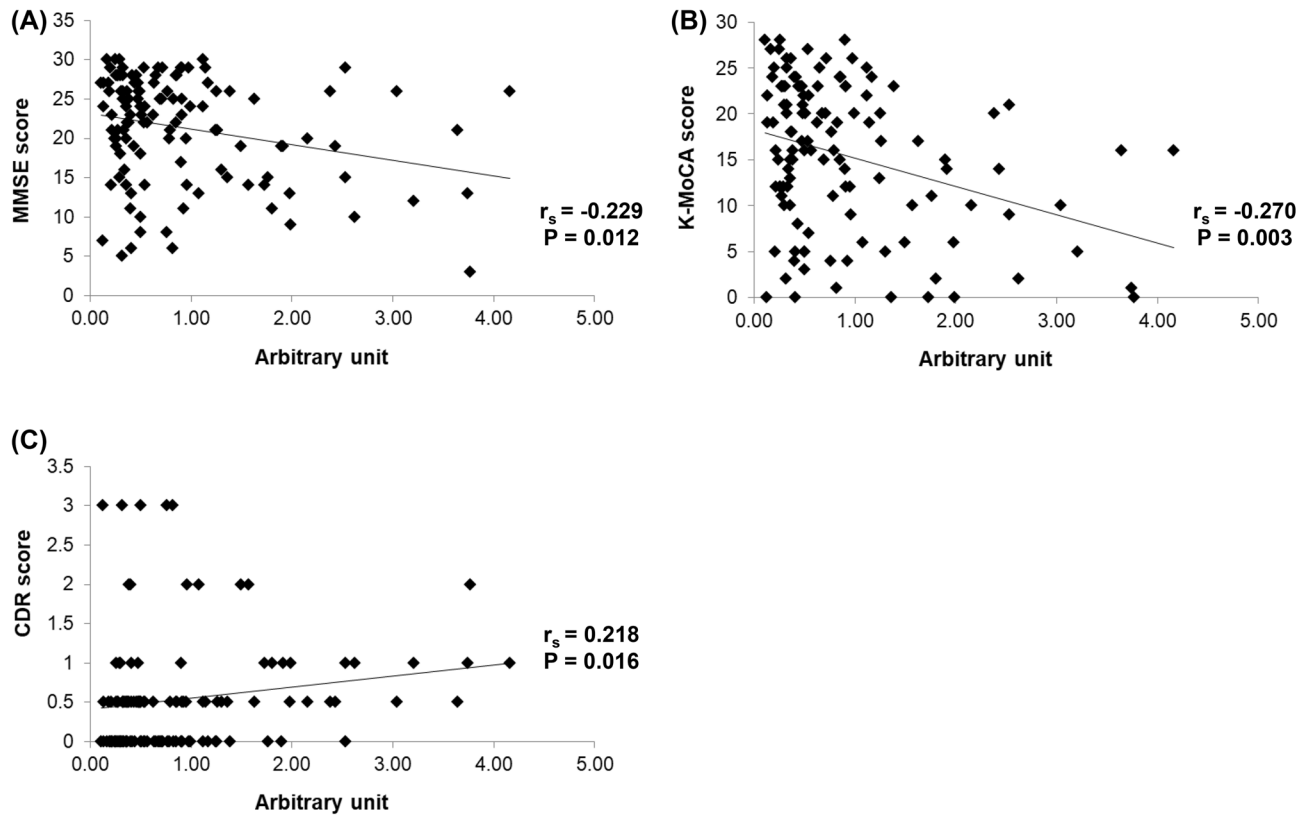 (A)
MMSE score
35
30
25
20
15
10
5
0
0.00 1.00 2.00 3.00 4.00 5.00
Arbitrary unit
rs = -0.229
P = 0.012
(B)
K-MoCA score
30
25
20
15
10
5
0
0.00 1.00 2.00 3.00 4.00 5.00
Arbitrary unit
rs = -0.270
P = 0.003
(C)
CDR score
3.5
3
2.5
2
1.5
1
0.5
0
0.00 1.00 2.00 3.00 4.00 5.00
Arbitrary unit
rs = 0.218
P = 0.016